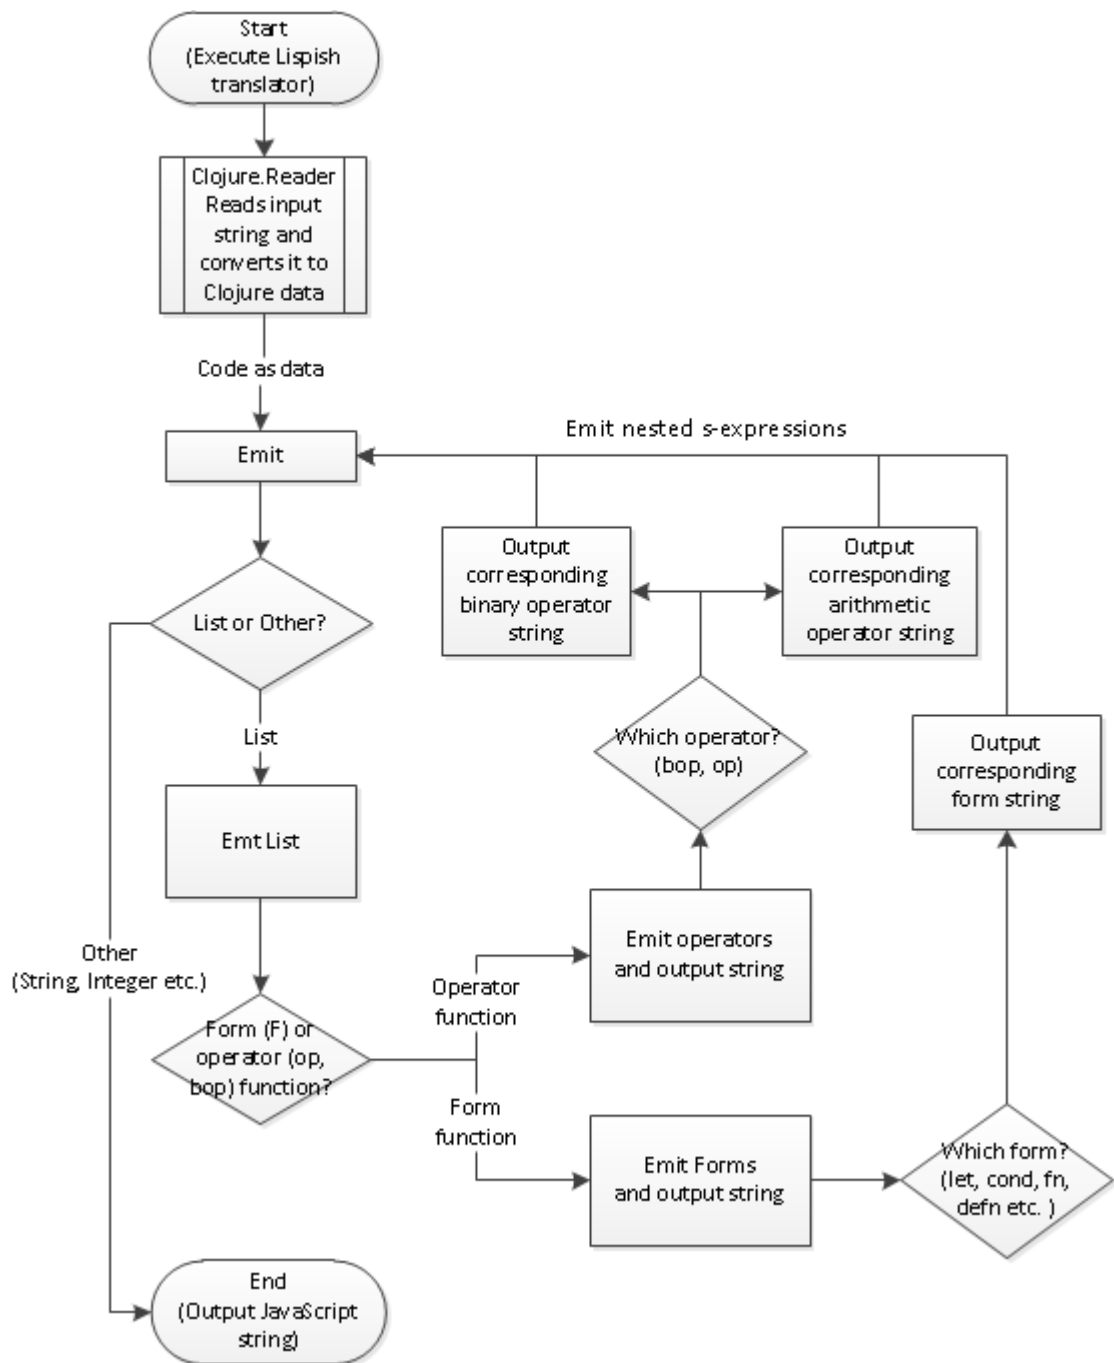 Start
(Execute Lispish
translator)
Clojure.Reader
Reads input
string and
converts it to
Clojure data
Code as data
Emit nested s-expressions
Emit
Output
corresponding
binary operator
string
Output
corresponding
arithmetic
operator string
List or Other?
List
Which operator?
(bop, op)
Output
corresponding
form string
Emt List
Other
(String, Integer etc.)
Emit operators
and output string
Operator
function
Form (F) or
operator (op,
bop) function?
Form
function
Emit Forms
and output string
Which form?
(let, cond, fn,
defn etc. )
End
(Output JavaScript
string)